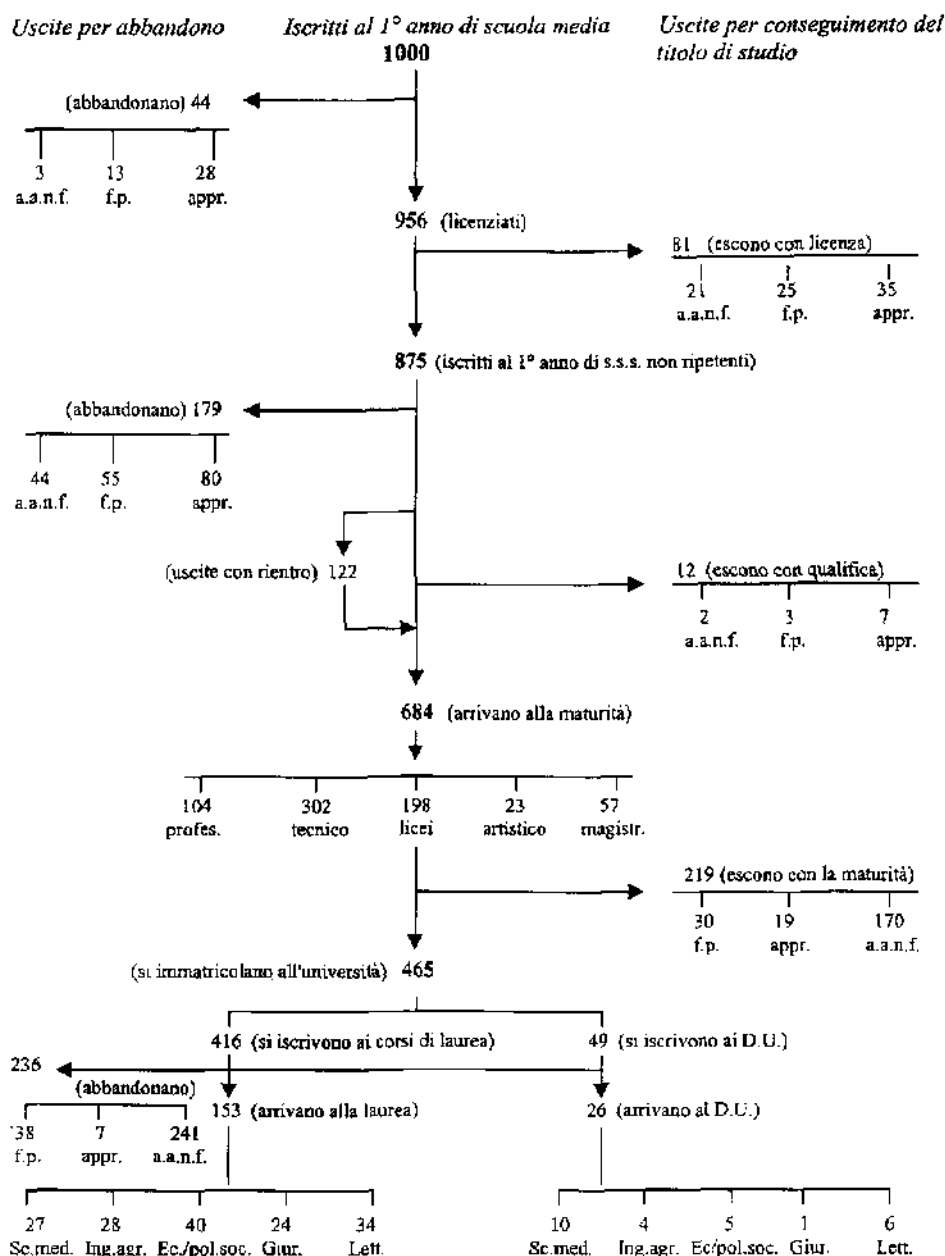 Uscite per abbandono Iscritti al 1° anno di scuola media Uscite per conseguimento del
1000 titolo di studio
(abbandonano) 44
3 13 28
a.a.n.f. f.p. appr.
956 (licenziati)
81 (escono con licenza)
21 25 35
a.a.n.f. f.p. appr.
875 (iscritti al 1° anno di s.s.s. non ripetenti)
(abbandonano) 179
44 55 80
a.a.n.f. f.p. appr.
(uscite con rientro) 122
12 (escono con qualifica)
2 3 7
a.a.n.f. f.p. appr.
684 (arrivano alla maturità)
104 302 198 23 57
profes. tecnico licei artistico magistr.
219 (escono con la maturità)
30 19 170
f.p. appr. a.a.n.f.
(si immatricolano all'università) 465
416 (si iscrivono ai corsi di laurea) 49 (si iscrivono ai D.U.)
236
(abbandonano)
153 (arrivano alla laurea) 26 (arrivano al D.U.)
38 7 241
f.p. appr. a.a.n.f.
27 28 40 24 34 10 4 5 1 6
Sc.med. Ing.agr. Ec./pol.soc. Giur. Lett. Sc.med. Ing.agr. Ec/pol.soc. Giur. Lett.